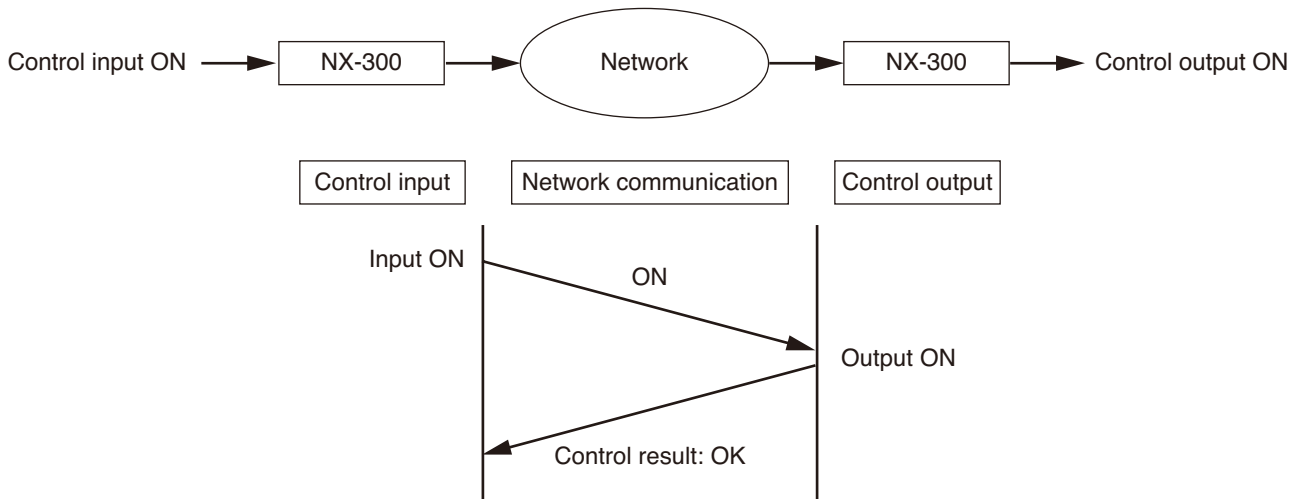 Control input ON
NX-300
Network
NX-300
Control output ON
Control input
Network communication
Control output
Input ON
ON
Output ON
Control result: OK